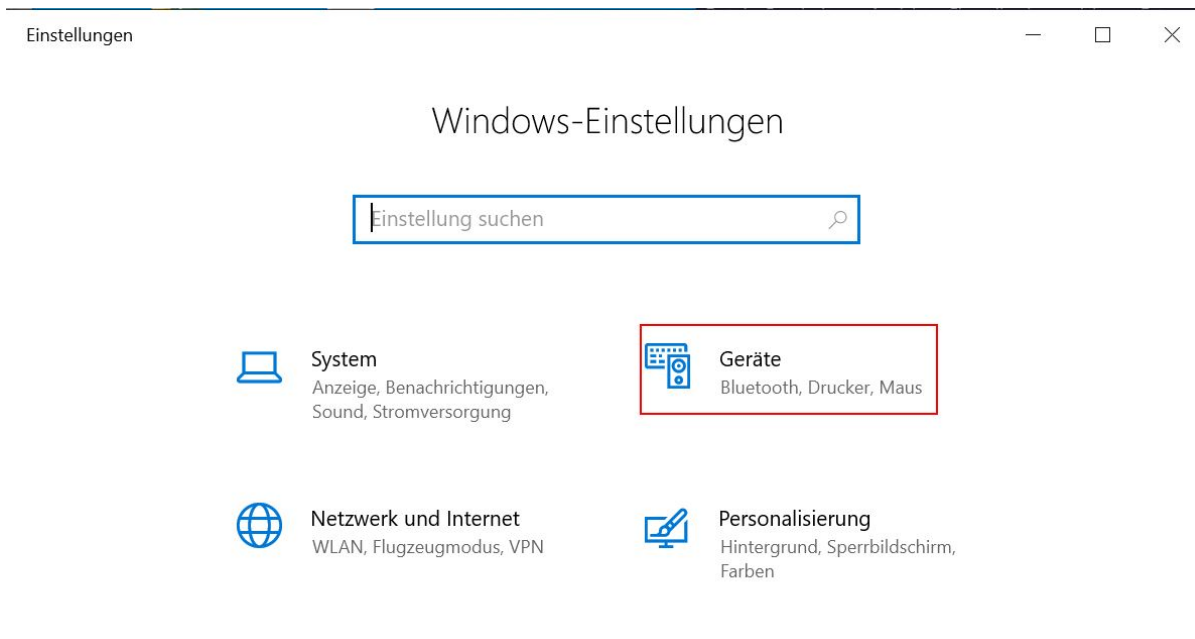 Einstellungen
Windows-Einstellungen
Einstellung suchen
System
Anzeige, Benachrichtigungen,
Sound, Stromversorgung
Geräte
Bluetooth, Drucker, Maus
Netzwerk und Internet
WLAN, Flugzeugmodus, VPN
Personalisierung
Hintergrund, Sperrbildschirm,
Farben